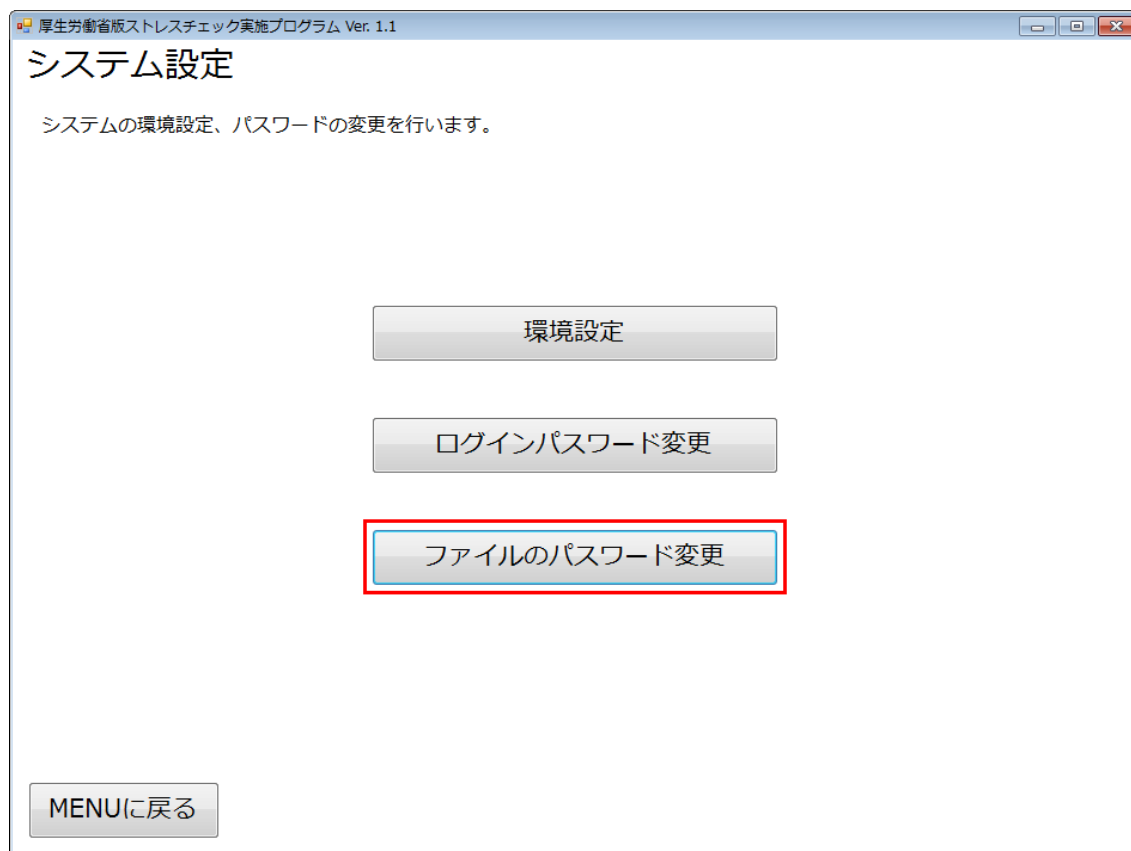 厚生労働省版ストレスチェック実施プログラム Ver. 1.1
システム設定
システムの環境設定、パスワードの変更を行います。
環境設定
ログインパスワード変更
ファイルのパスワード変更
MENUに戻る